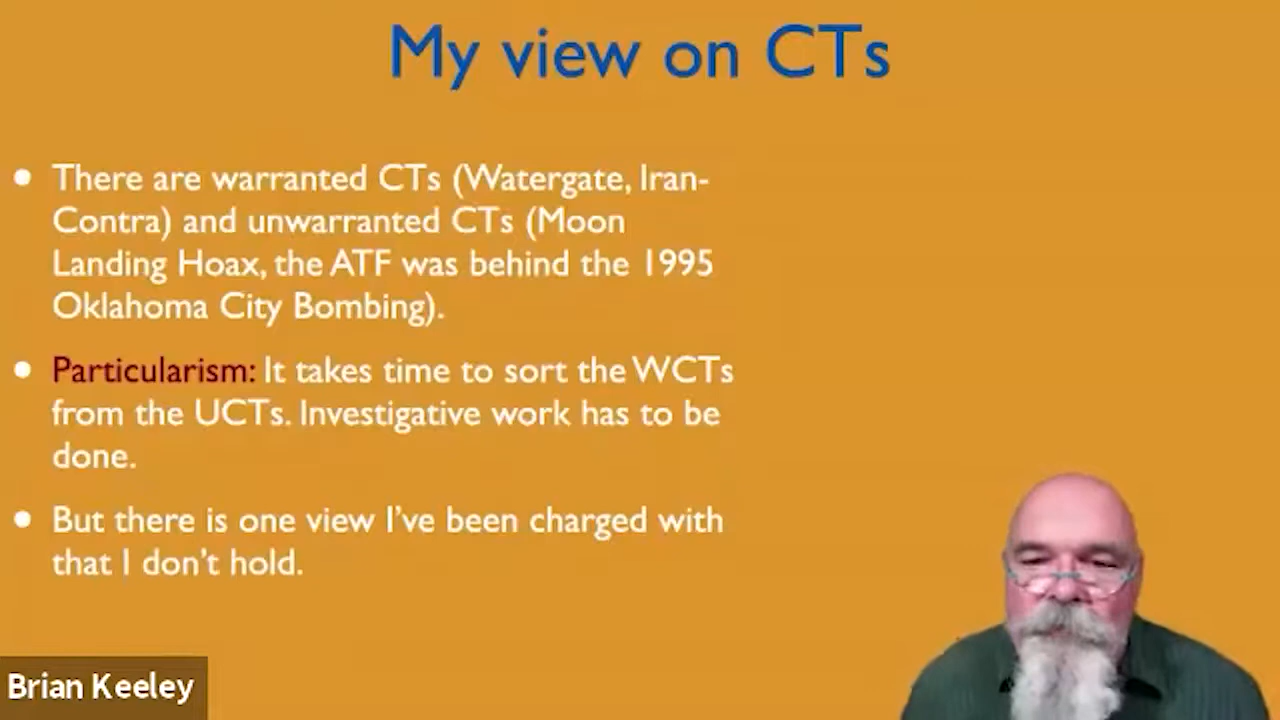 My view on CTs
• There are warranted CTs (Watergate, Iran-
Contra) and unwarranted CTs (Moon
Landing Hoax, the ATF was behind the 1995
Oklahoma City Bombing).
• Particularism: It takes time to sort the WCTs
from the UCTs. Investigative work has to be
done.
• But there is one view I’ve been charged with
that I don’t hold.
Brian Keeley